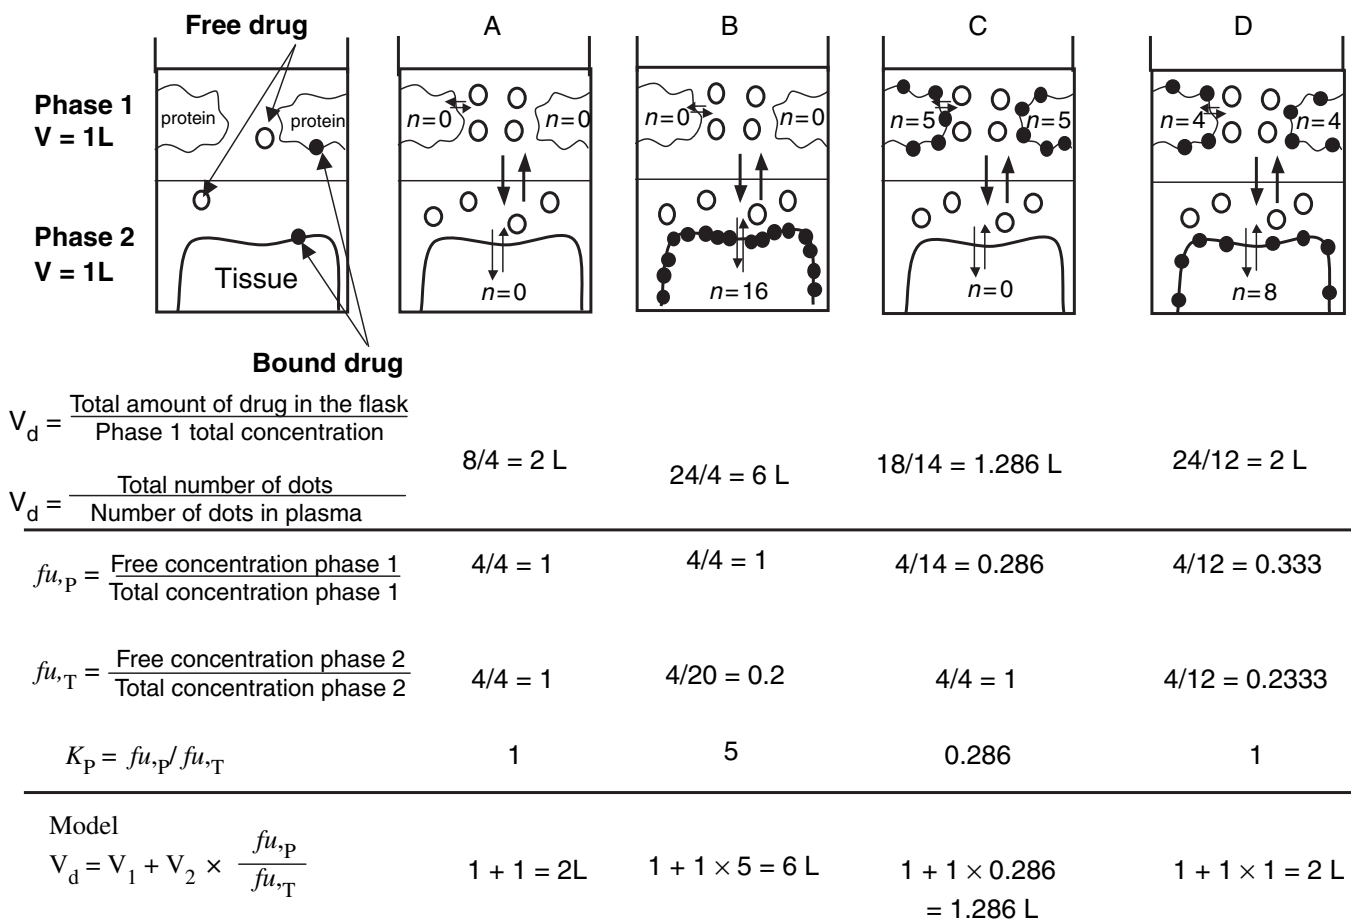 Free drug A B C D
Phase 1
V = 1L
protein protein n=0 n=0 n=0 n=0 n=5 n=5 n=4 n=4
Phase 2
V = 1L
Tissue n=0 n=16 n=0 n=8
Bound drug
V_d = Total amount of drug in the flask / Phase 1 total concentration
8/4 = 2 L 24/4 = 6 L 18/14 = 1.286 L 24/12 = 2 L
V_d = Total number of dots / Number of dots in plasma
fu,_P = Free concentration phase 1 / Total concentration phase 1 4/4 = 1 4/4 = 1 4/14 = 0.286 4/12 = 0.333
fu,_T = Free concentration phase 2 / Total concentration phase 2 4/4 = 1 4/20 = 0.2 4/4 = 1 4/12 = 0.2333
K_P = fu,_P/fu,_T 1 5 0.286 1
Model
V_d = V_1 + V_2 × fu,_P / fu,_T 1 + 1 = 2L 1 + 1 × 5 = 6 L 1 + 1 × 0.286 1 + 1 × 1 = 2 L
= 1.286 L